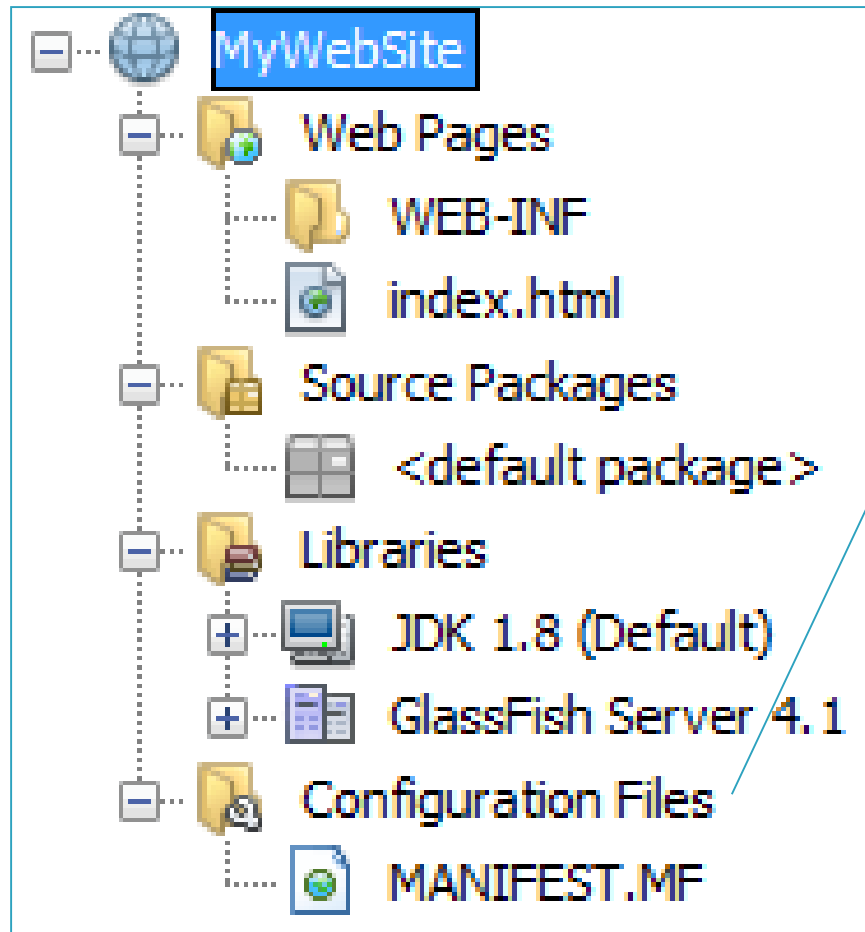 MyWebSite
Web Pages
WEB-INF
index.html
Source Packages
<default package>
Libraries
JDK 1.8 (Default)
GlassFish Server 4.1
Configuration Files
MANIFEST.MF